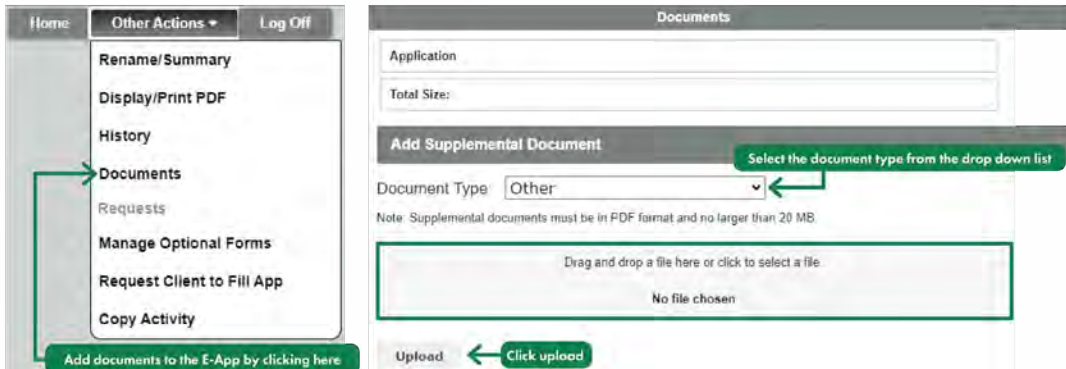 Home
Other Actions ▾
Log Off
Rename/Summary
Display/Print PDF
History
Documents
Requests
Manage Optional Forms
Request Client to Fill App
Copy Activity
Add documents to the E-App by clicking here
Documents
Application
Total Size:
Add Supplemental Document
Select the document type from the drop down list
Document Type Other
Note: Supplemental documents must be in PDF format and no larger than 20 MB.
Drag and drop a file here or click to select a file
No file chosen
Upload
Click upload